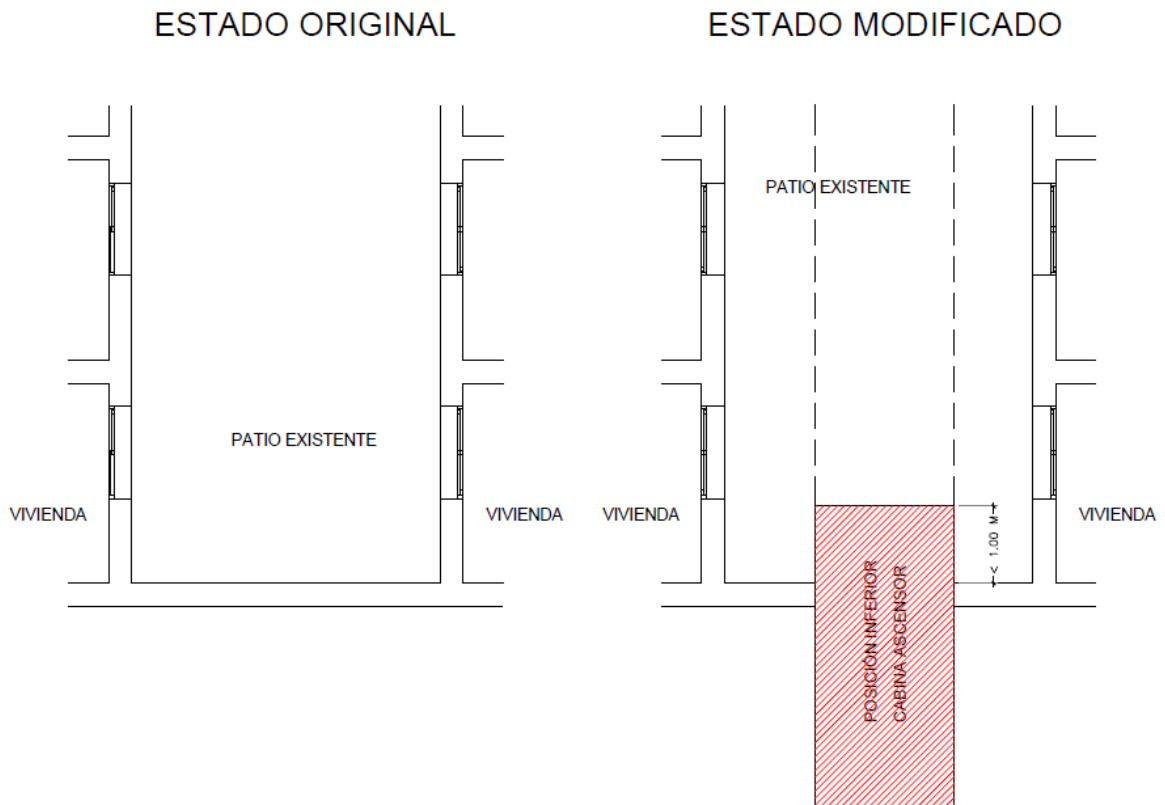 ESTADO ORIGINAL
ESTADO MODIFICADO
PATIO EXISTENTE
PATIO EXISTENTE
VIVIENDA
VIVIENDA
VIVIENDA
VIVIENDA
< 1.00 M
POSICIÓN INFERIOR
CABINA ASCENSOR